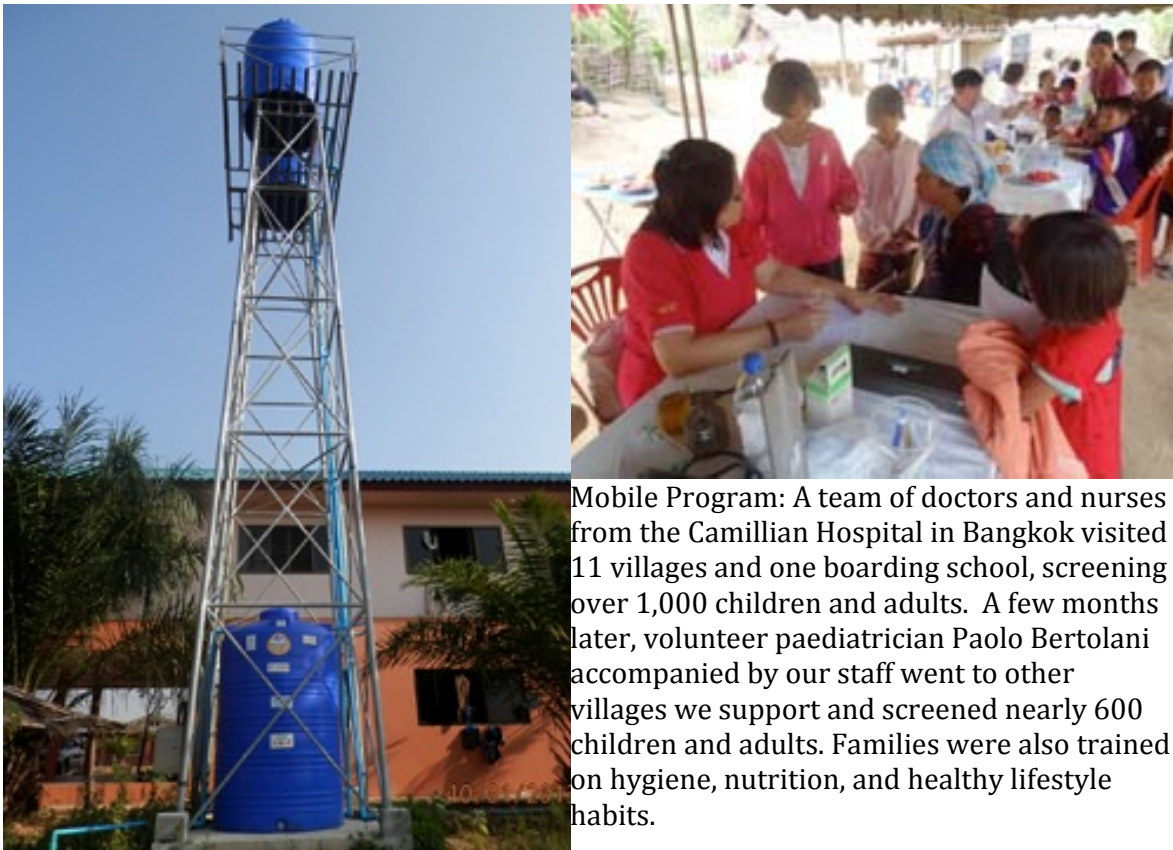 Mobile Program: A team of doctors and nurses
from the Camillian Hospital in Bangkok visited
11 villages and one boarding school, screening
over 1,000 children and adults.  A few months
later, volunteer paediatrician Paolo Bertolani
accompanied by our staff went to other
villages we support and screened nearly 600
children and adults. Families were also trained
on hygiene, nutrition, and healthy lifestyle
habits.